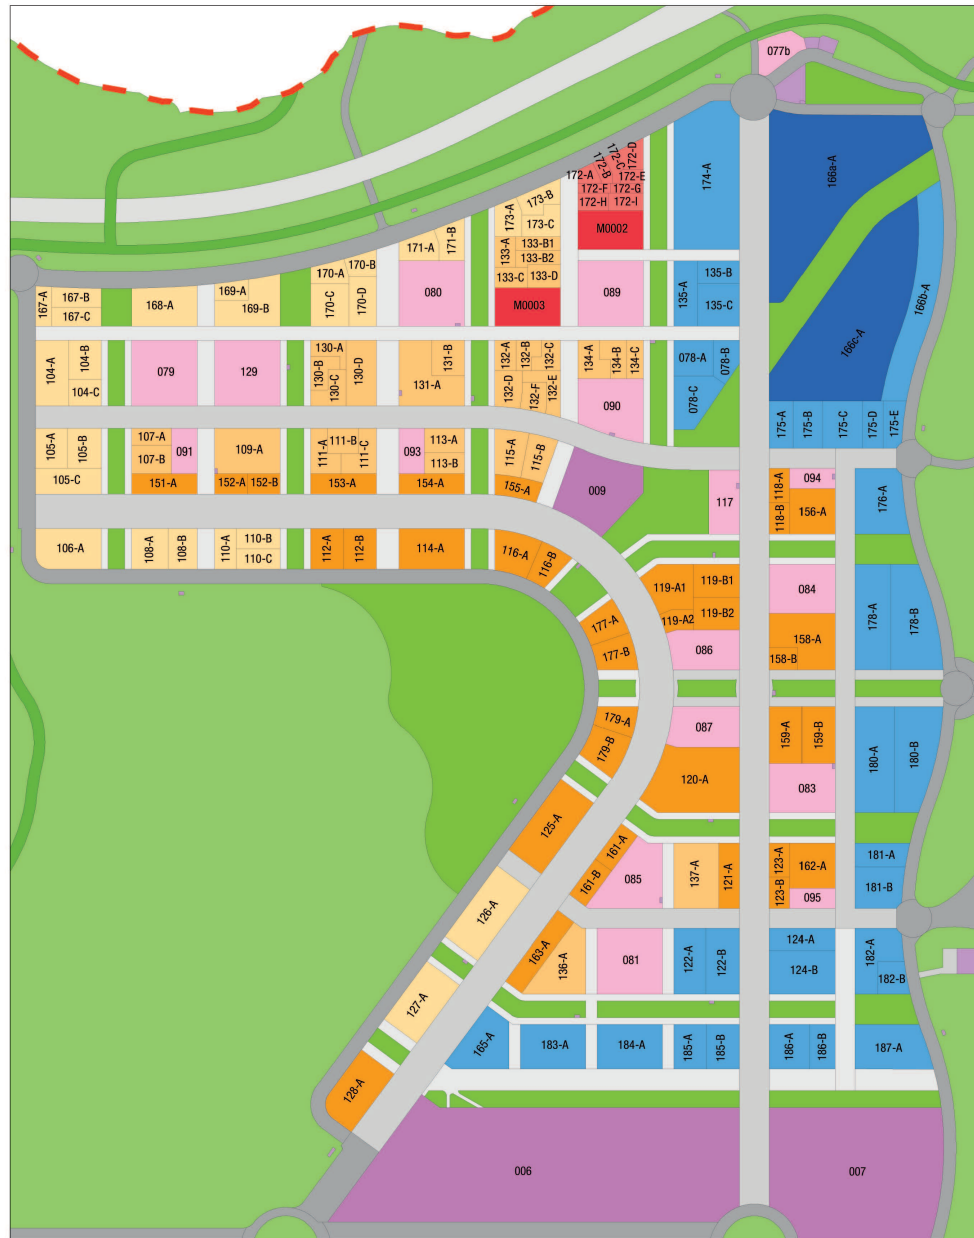 077b
172-D
172-C
172-B
172-A
172-E
172-F
172-G
172-H
172-I
174-A
166a-A
173-B
173-A
173-C
M0002
171-A
171-B
133-A
133-B1
133-B2
133-C
133-D
170-B
170-A
170-C
170-D
080
089
135-A
135-B
135-C
166b-A
167-A
167-B
167-C
168-A
169-A
169-B
M0003
166c-A
104-A
104-B
104-C
079
129
130-A
130-B
130-C
130-D
131-A
131-B
132-A
132-B
132-C
132-D
132-F
132-E
134-A
134-B
134-C
078-A
078-B
078-C
090
175-A
175-B
175-C
175-D
175-E
105-A
105-B
105-C
107-A
107-B
091
151-A
109-A
152-A
152-B
111-A
111-B
111-C
153-A
093
113-A
113-B
154-A
115-A
115-B
155-A
009
117
118-A
118-B
094
156-A
176-A
106-A
108-A
108-B
110-A
110-B
110-C
112-A
112-B
114-A
116-A
116-B
119-A1
119-B1
119-A2
119-B2
084
178-A
178-B
177-A
177-B
086
158-A
158-B
179-A
179-B
087
159-A
159-B
180-A
180-B
120-A
083
125-A
161-A
161-B
085
137-A
121-A
123-A
123-B
162-A
095
181-A
181-B
126-A
163-A
136-A
081
122-A
122-B
124-A
124-B
182-A
182-B
127-A
165-A
183-A
184-A
185-A
185-B
186-A
186-B
187-A
128-A
006
007